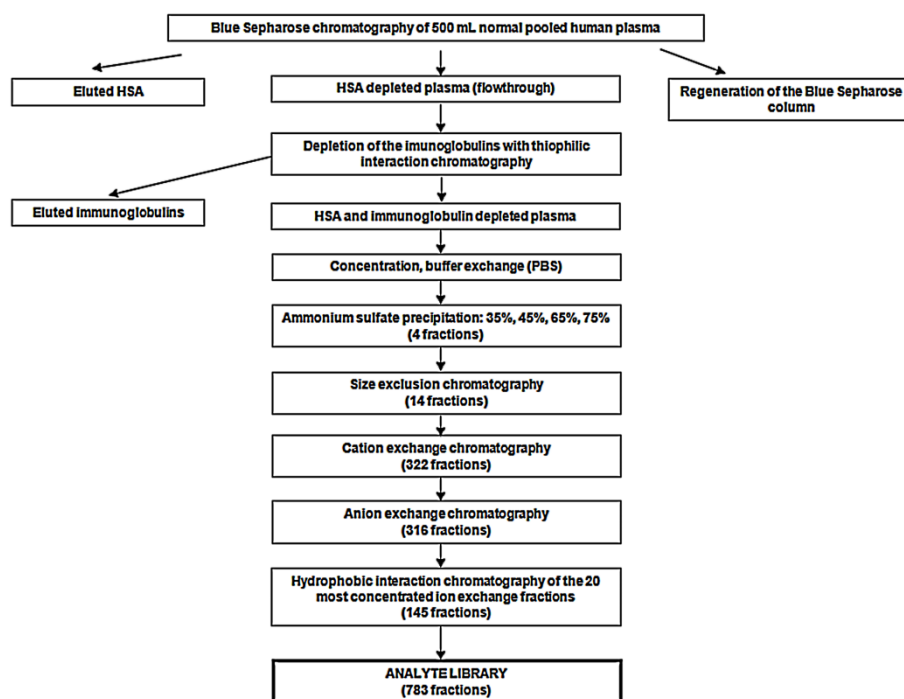 Blue Sepharose chromatography of 500 mL normal pooled human plasma
Eluted HSA
HSA depleted plasma (flowthrough)
Regeneration of the Blue Sepharose
column
Depletion of the imunoglobulins with thiophilic
interaction chromatography
Eluted immunoglobulins
HSA and immunoglobulin depleted plasma
Concentration, buffer exchange (PBS)
Ammonium sulfate precipitation: 35%, 45%, 65%, 75%
(4 fractions)
Size exclusion chromatography
(14 fractions)
Cation exchange chromatography
(322 fractions)
Anion exchange chromatography
(316 fractions)
Hydrophobic interaction chromatography of the 20
most concentrated ion exchange fractions
(145 fractions)
ANALYTE LIBRARY
(783 fractions)